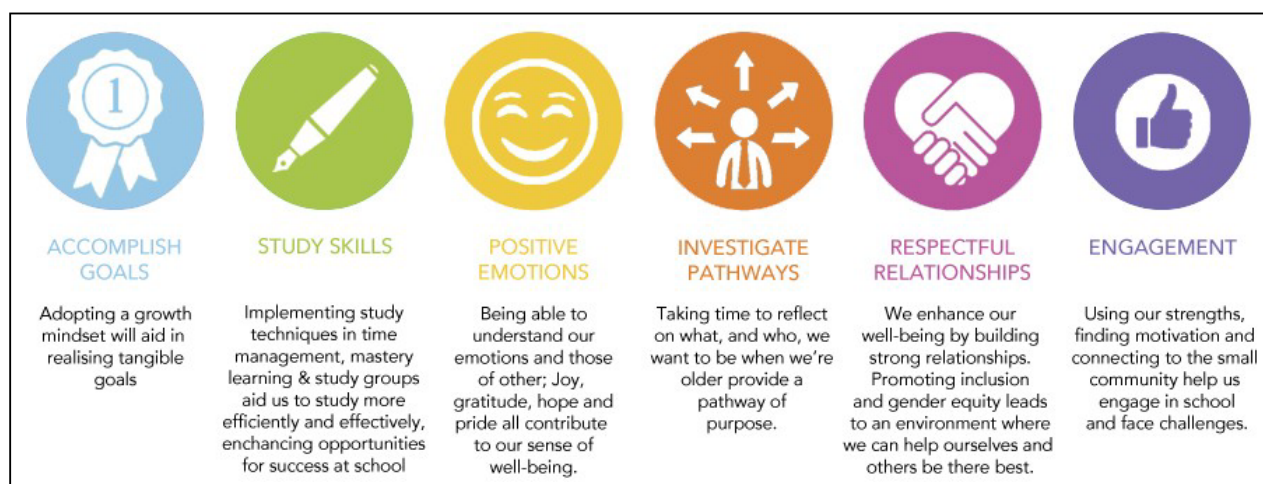 1
ACCOMPLISH
GOALS
Adopting a growth
mindset will aid in
realising tangible
goals
STUDY SKILLS
Implementing study
techniques in time
management, mastery
learning & study groups
aid us to study more
efficiently and effectively,
enchancing opportunities
for success at school
POSITIVE
EMOTIONS
Being able to
understand our
emotions and those
of other; Joy,
gratitude, hope and
pride all contribute
to our sense of
well-being.
INVESTIGATE
PATHWAYS
Taking time to reflect
on what, and who, we
want to be when we're
older provide a
pathway of
purpose.
RESPECTFUL
RELATIONSHIPS
We enhance our
well-being by building
strong relationships.
Promoting inclusion
and gender equity leads
to an environment where
we can help ourselves and
others be there best.
ENGAGEMENT
Using our strengths,
finding motivation and
connecting to the small
community help us
engage in school
and face challenges.